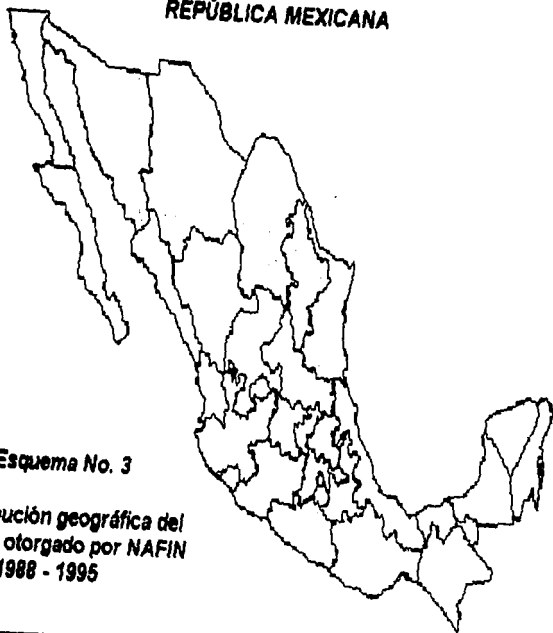 REPÚBLICA MEXICANA
Esquema No. 3
ución geográfica del
otorgado por NAFIN
1988 - 1995